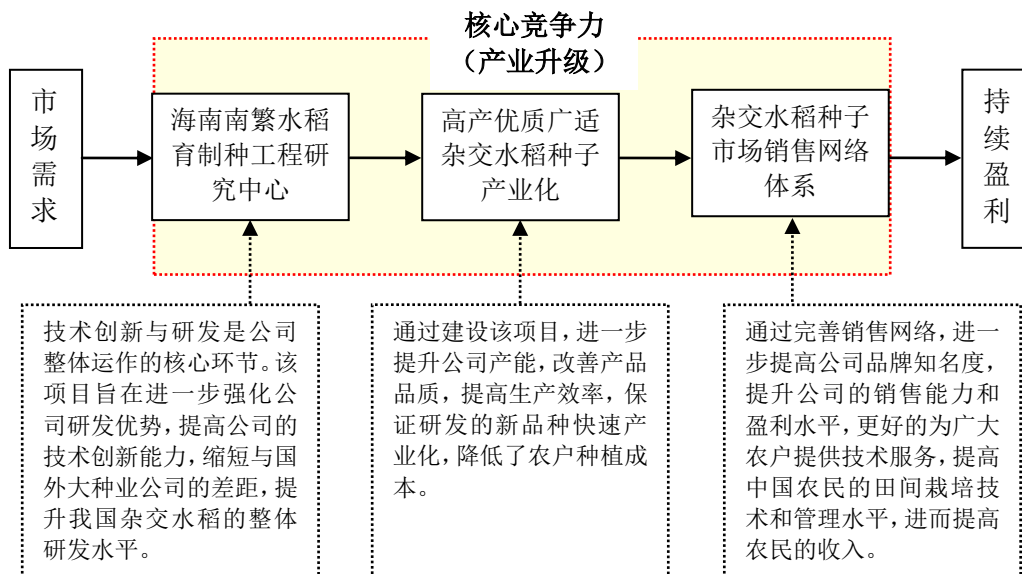 核心竞争力
（产业升级）
市
场
需
求
海南南繁水稻
育制种工程研
究中心
高产优质广适
杂交水稻种子
产业化
杂交水稻种子
市场销售网络
体系
持
续
盈
利
技术创新与研发是公司
整体运作的核心环节。该
项目旨在进一步强化公
司研发优势，提高公司的
技术创新能力，缩短与国
外大种业公司的差距，提
升我国杂交水稻的整体
研发水平。
通过建设该项目，进一步
提升公司产能，改善产品
品质，提高生产效率，保
证研发的新品种快速产
业化，降低了农户种植成
本。
通过完善销售网络，进一
步提高公司品牌知名度，
提升公司的销售能力和
盈利水平，更好的为广大
农户提供技术服务，提高
中国农民的田间栽培技
术和管理水平，进而提高
农民的收入。